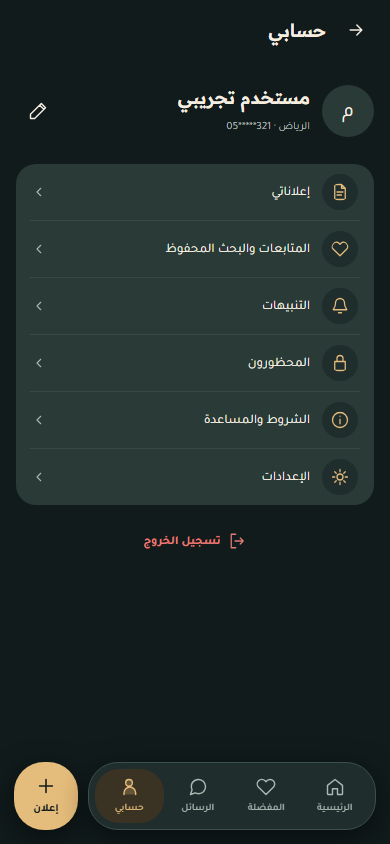 حسابي
م
مستخدم تجريبي
الرياض · 05*****321
إعلاناتي
المتابعات والبحث المحفوظ
التنبيهات
المحظورون
الشروط والمساعدة
الإعدادات
تسجيل الخروج
الرئيسية
المفضلة
الرسائل
حسابي
إعلان